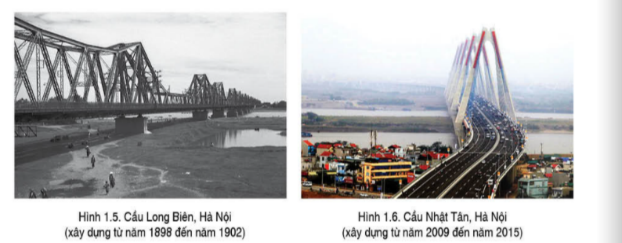 Hình 1.5. Cầu Long Biên, Hà Nội
(xây dựng từ năm 1898 đến năm 1902)
Hình 1.6. Cầu Nhật Tân, Hà Nội
(xây dựng từ năm 2009 đến năm 2015)